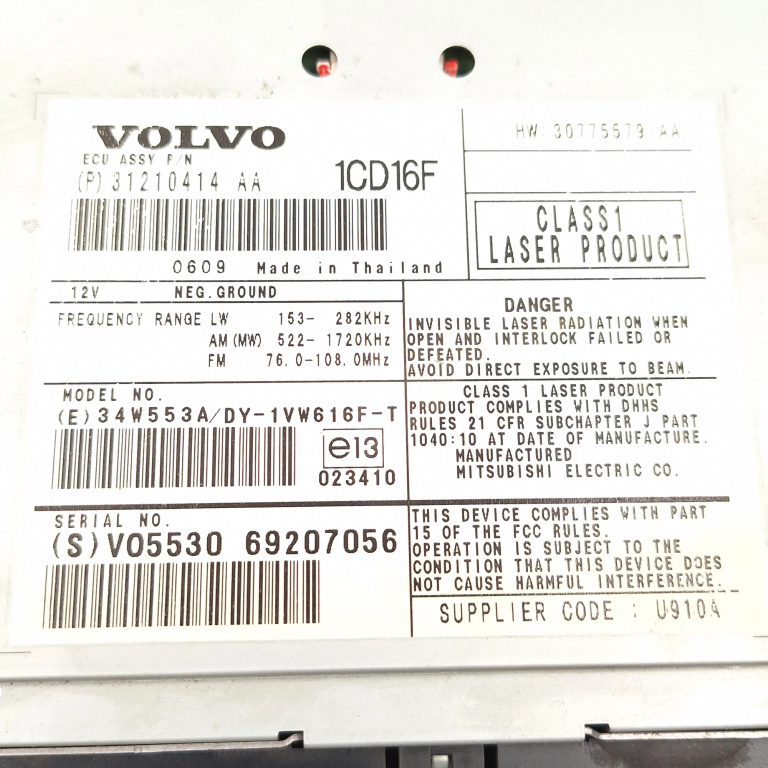 VOLVO
ECU ASSY P/N
(P) 31210414 AA
1CD16F
0609 Made in Thailand
HW 30775579 AA
CLASS1
LASER PRODUCT
12V NEG.GROUND
FREQUENCY RANGE LW 153- 282KHz
AM (MW) 522- 1720KHz
FM 76.0-108.0MHz
DANGER
INVISIBLE LASER RADIATION WHEN
OPEN AND INTERLOCK FAILED OR
DEFEATED.
AVOID DIRECT EXPOSURE TO BEAM.
MODEL NO.
(E) 34W553A/DY-1VW616F-T
e13
023410
CLASS 1 LASER PRODUCT
PRODUCT COMPLIES WITH DHHS
RULES 21 CFR SUBCHAPTER J PART
1040:10 AT DATE OF MANUFACTURE.
MANUFACTURED
MITSUBISHI ELECTRIC CO.
SERIAL NO.
(S) VO5530 69207056
THIS DEVICE COMPLIES WITH PART
15 OF THE FCC RULES.
OPERATION IS SUBJECT TO THE
CONDITION THAT THIS DEVICE DOES
NOT CAUSE HARMFUL INTERFERENCE.
SUPPLIER CODE : U910A